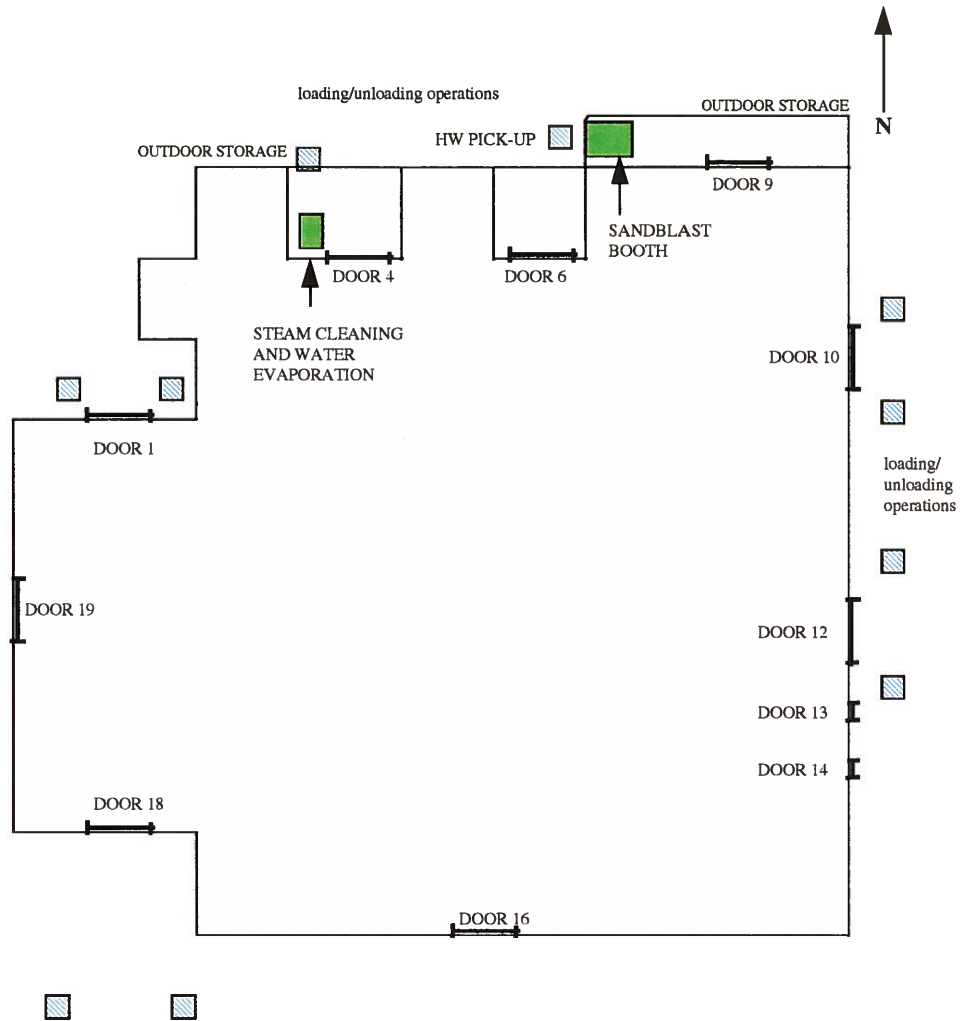 loading/unloading operations
OUTDOOR STORAGE
N
HW PICK-UP
OUTDOOR STORAGE
DOOR 9
SANDBLAST
BOOTH
DOOR 4
DOOR 6
STEAM CLEANING
AND WATER
EVAPORATION
DOOR 10
DOOR 1
loading/
unloading
operations
DOOR 19
DOOR 12
DOOR 13
DOOR 14
DOOR 18
DOOR 16